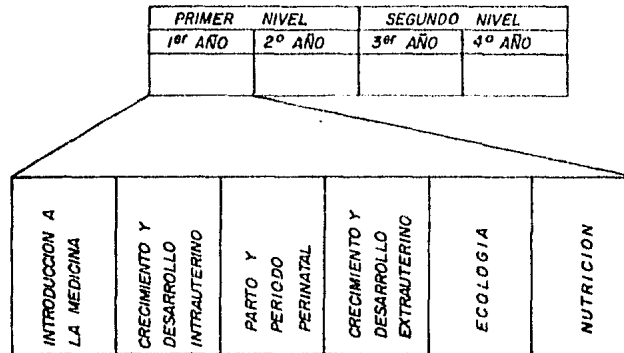 PRIMER NIVEL SEGUNDO NIVEL
1er AÑO 2º AÑO 3er AÑO 4º AÑO
INTRODUCCION A
LA MEDICINA
CRECIMIENTO Y
DESARROLLO
INTRAUTERINO
PARTO Y
PERIODO
PERINATAL
CRECIMIENTO Y
DESARROLLO
EXTRAUTERINO
ECOLOGIA
NUTRICION